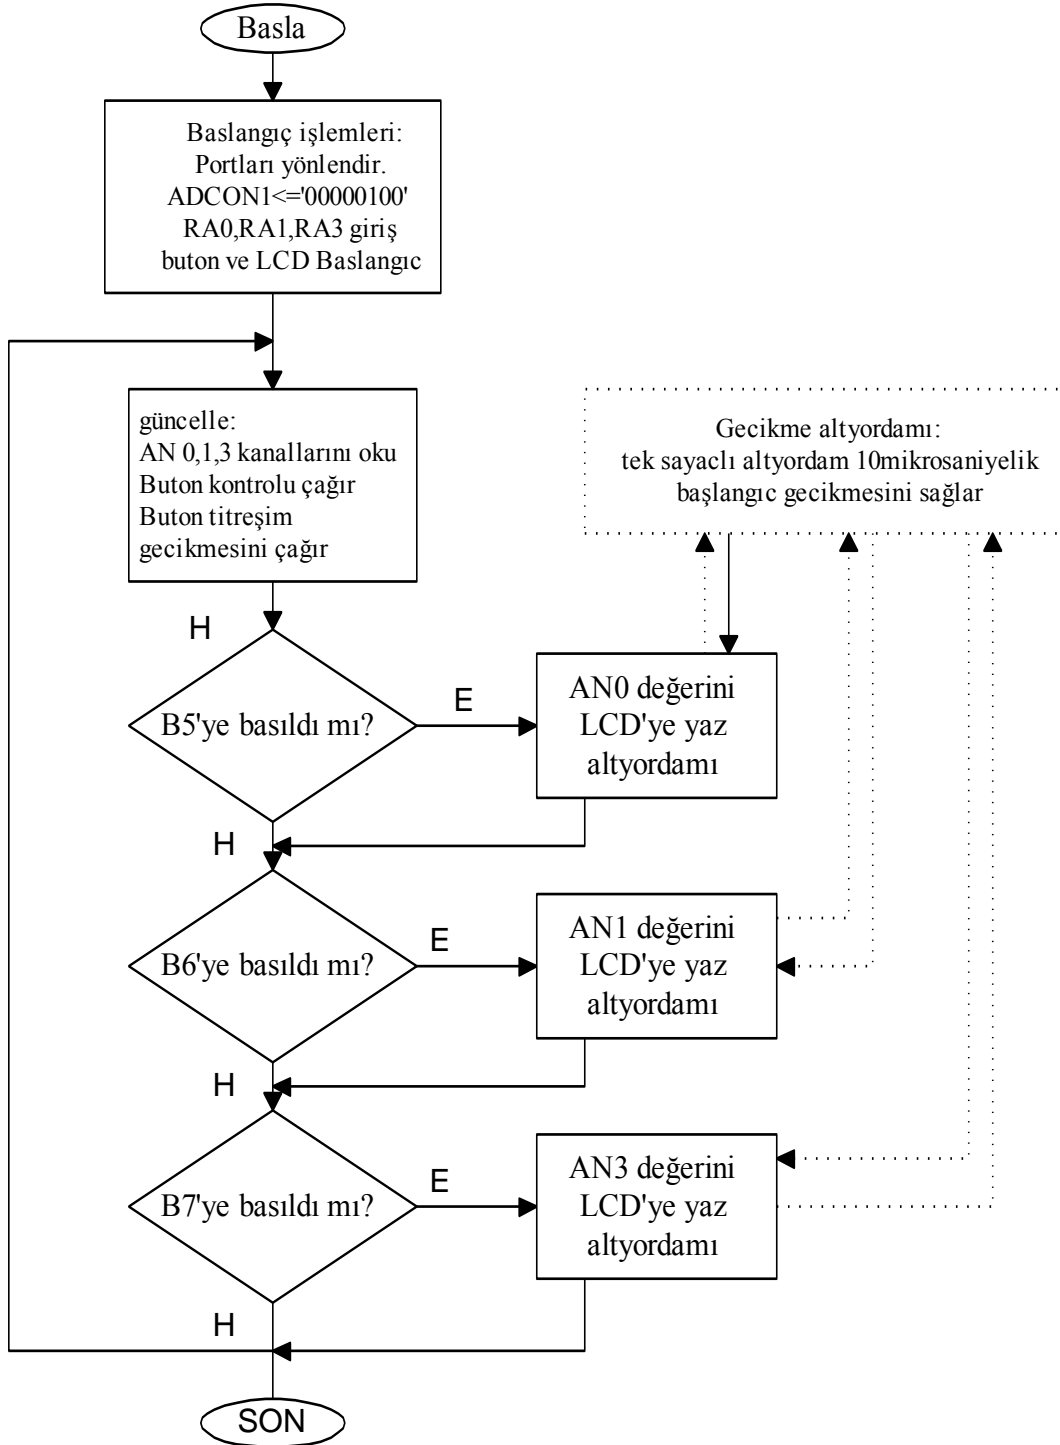 Basla
Baslangıç işlemleri:
Portları yönlendir.
ADCON1<='00000100'
RA0,RA1,RA3 giriş
buton ve LCD Baslangıc
güncelle:
AN 0,1,3 kanallarını oku
Buton kontrolu çağır
Buton titreşim
gecikmesini çağır
Gecikme altyordamı:
tek sayaclı altyordam 10mikrosaniyelik
başlangıc gecikmesini sağlar
H
B5'ye basıldı mı?
E
AN0 değerini
LCD'ye yaz
altyordamı
H
B6'ye basıldı mı?
E
AN1 değerini
LCD'ye yaz
altyordamı
H
B7'ye basıldı mı?
E
AN3 değerini
LCD'ye yaz
altyordamı
H
SON